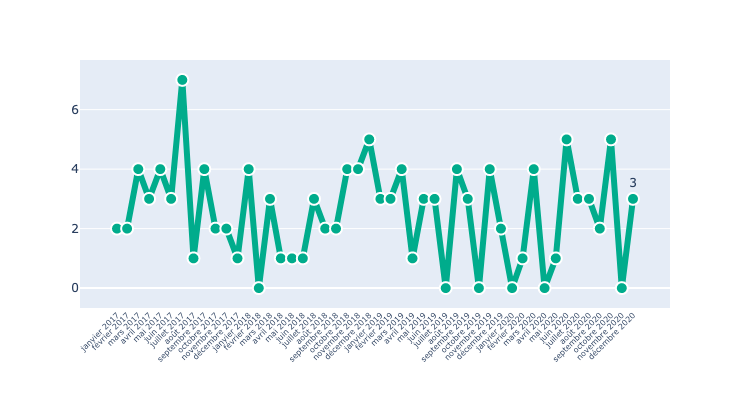 6
4
2
0
3
janvier 2017
février 2017
mars 2017
avril 2017
mai 2017
juin 2017
juillet 2017
août 2017
septembre 2017
octobre 2017
novembre 2017
décembre 2017
janvier 2018
février 2018
mars 2018
avril 2018
mai 2018
juin 2018
juillet 2018
août 2018
septembre 2018
octobre 2018
novembre 2018
décembre 2018
janvier 2019
février 2019
mars 2019
avril 2019
mai 2019
juin 2019
juillet 2019
août 2019
septembre 2019
octobre 2019
novembre 2019
décembre 2019
janvier 2020
février 2020
mars 2020
avril 2020
mai 2020
juin 2020
juillet 2020
août 2020
septembre 2020
octobre 2020
novembre 2020
décembre 2020